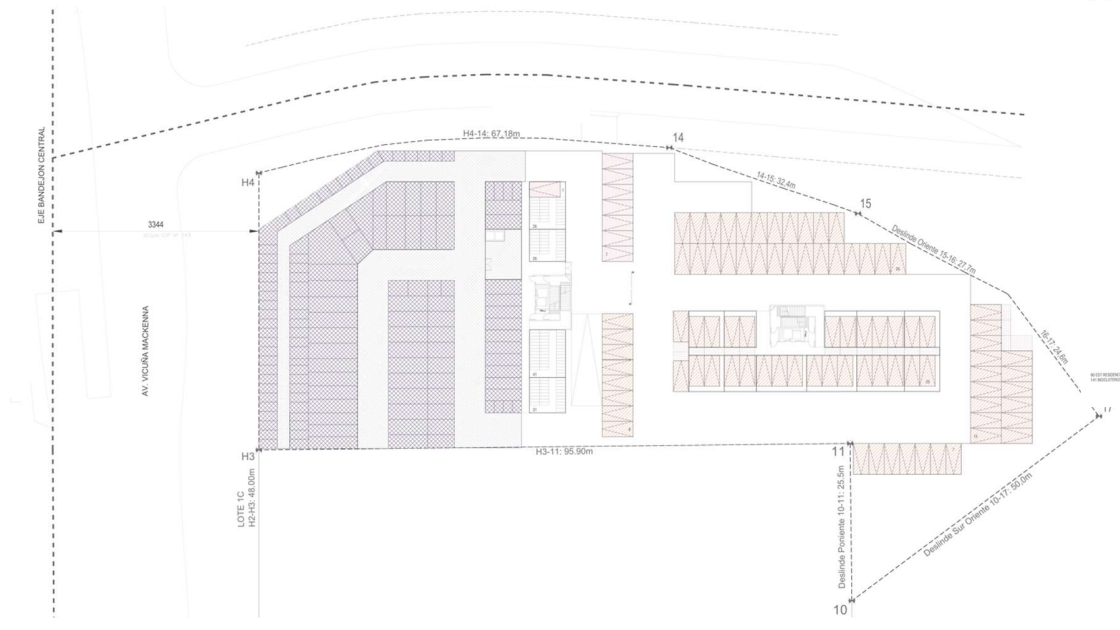 EJE BANDEJON CENTRAL
AV. VICUÑA MACKENNA
3344
H4
H4-14: 67.18m
14
14-15: 32.4m
15
Deslinde Oriente 15-16: 27.7m
16-17: 24.6m
17
H3
H3-11: 95.90m
11
LOTE 1C
H2-H3: 48.00m
Deslinde Poniente 10-11: 25.5m
Deslinde Sur Oriente 10-17: 50.0m
10